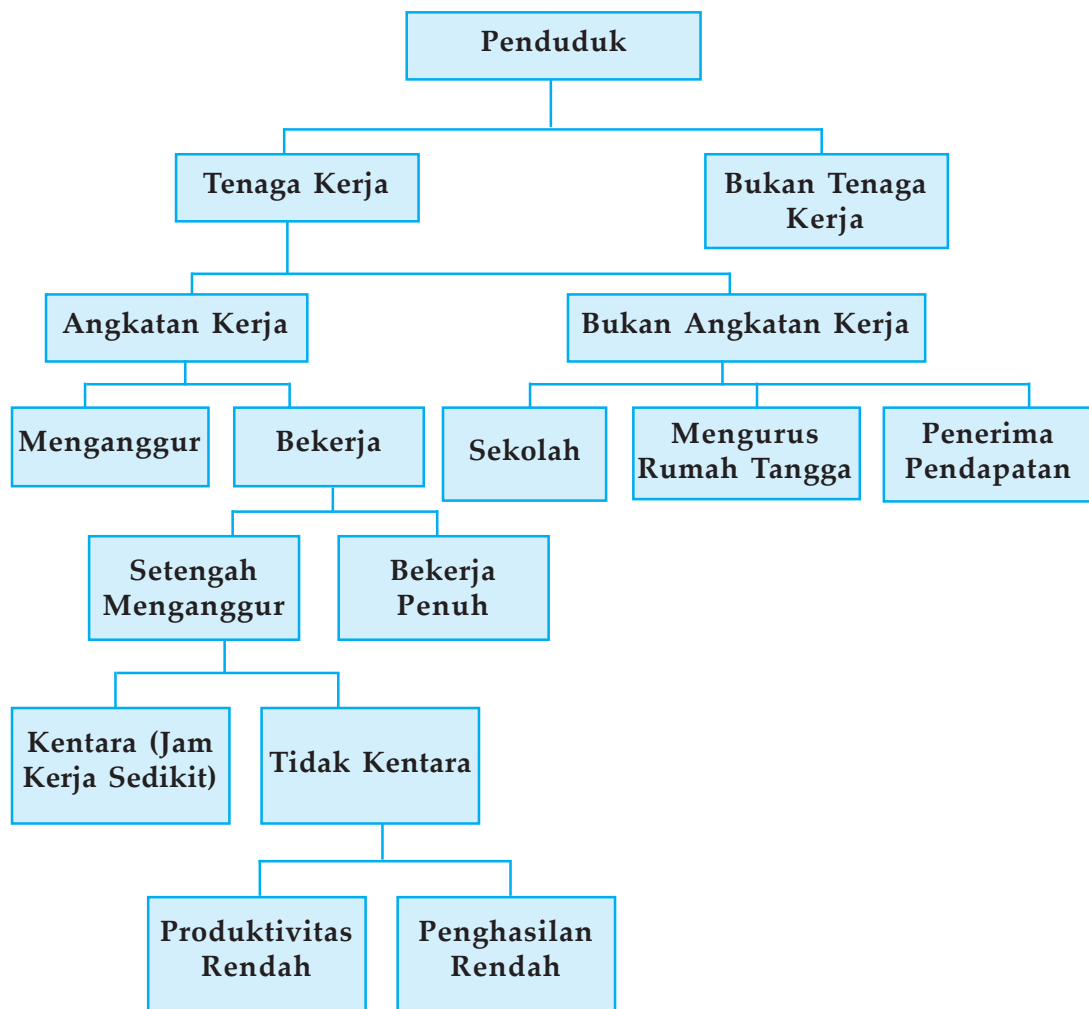 Penduduk
Tenaga Kerja
Bukan Tenaga
Kerja
Angkatan Kerja
Bukan Angkatan Kerja
Menganggur
Bekerja
Sekolah
Mengurus
Rumah Tangga
Penerima
Pendapatan
Setengah
Menganggur
Bekerja
Penuh
Kentara (Jam
Kerja Sedikit)
Tidak Kentara
Produktivitas
Rendah
Penghasilan
Rendah